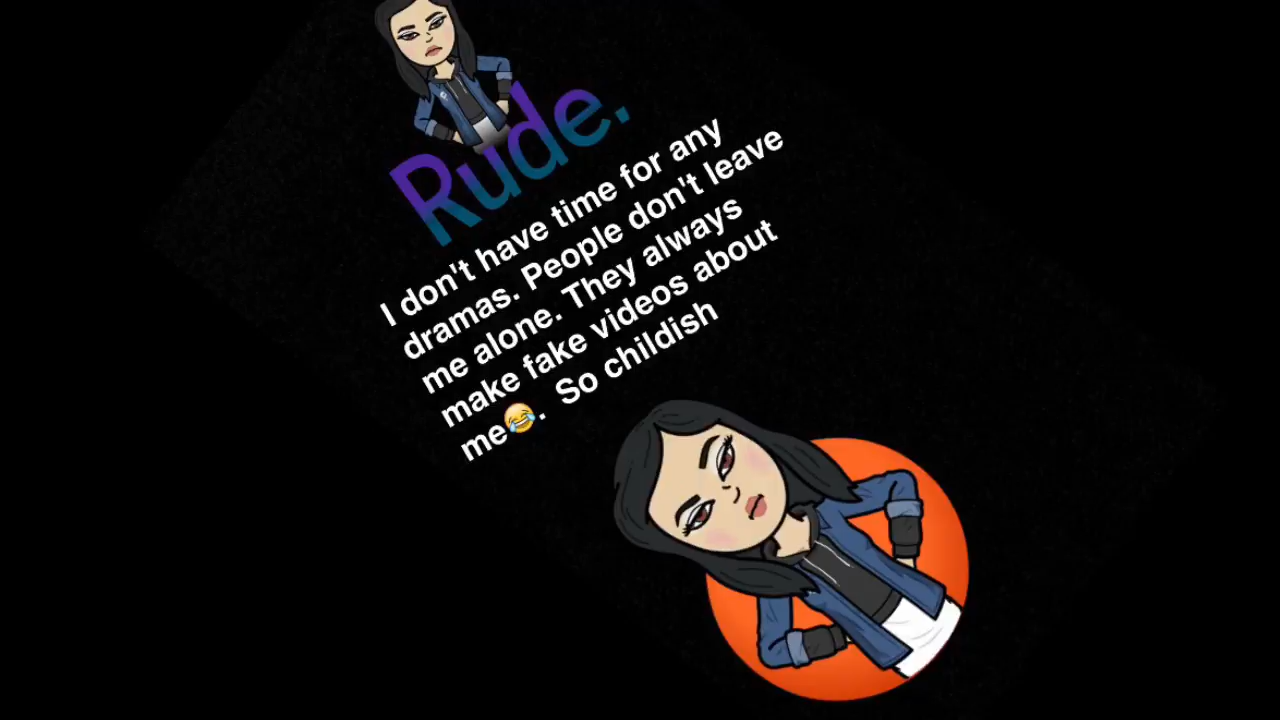 Rude.
I don't have time for any
dramas. People don't leave
me alone. They always
make fake videos about
me😂. So childish